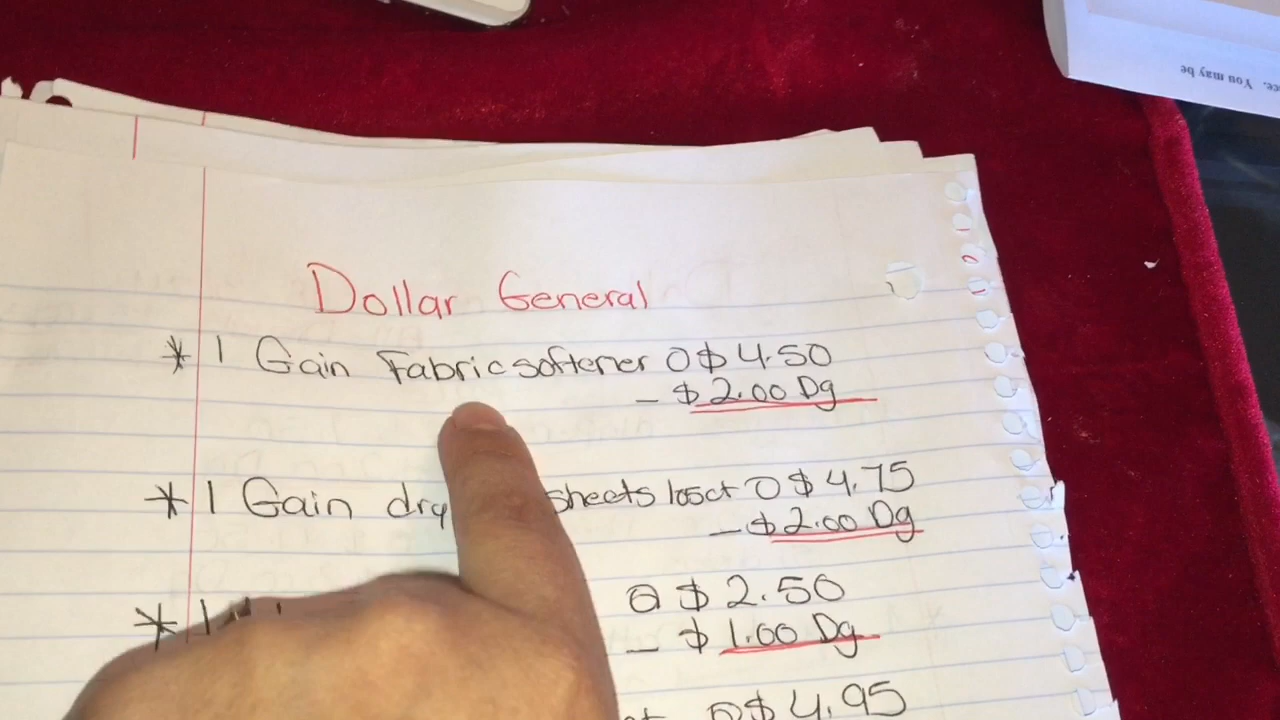 ce. You may be
Dollar General
* 1 Gain Fabric softener @ $4.50
- $2.00 Dg
* 1 Gain dry sheets 105ct @ $4.75
- $2.00 Dg
* 1 @ $2.50
- $1.00 Dg
@ $4.95